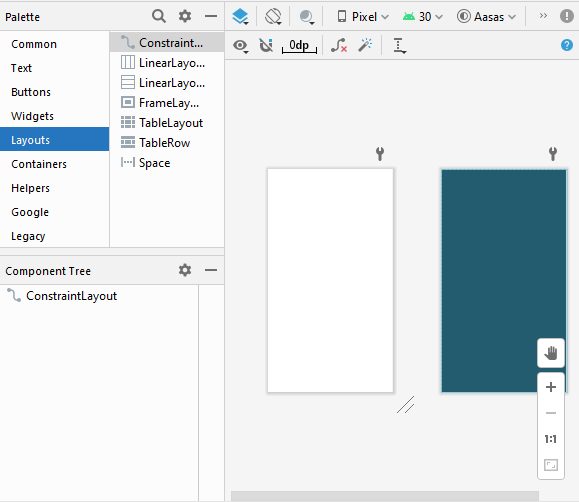 Palette
Pixel
30
Aasas
0dp
Common
Text
Buttons
Widgets
Layouts
Containers
Helpers
Google
Legacy
Constraint...
LinearLayo...
LinearLayo...
FrameLay...
TableLayout
TableRow
Space
Component Tree
ConstraintLayout
1:1